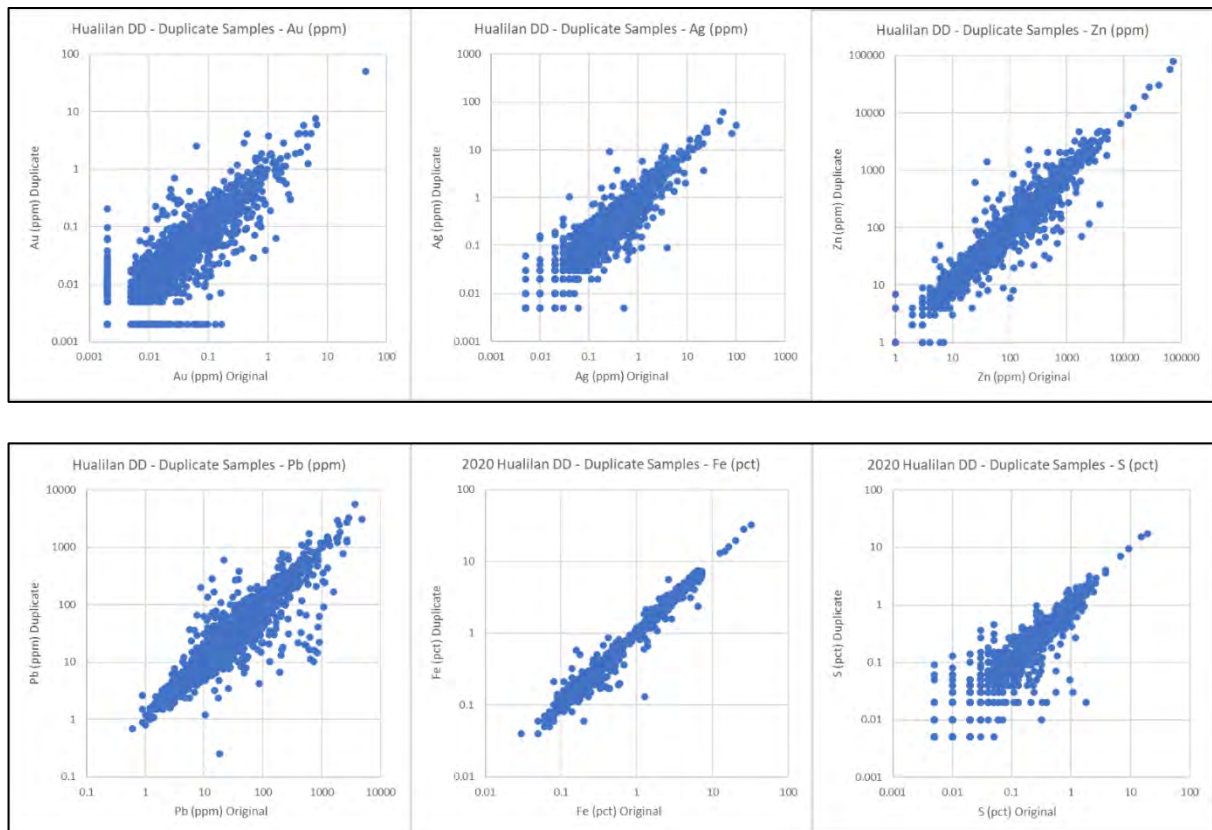 Hualilan DD - Duplicate Samples - Au (ppm)
100
10
1
0.1
0.01
0.001
Au (ppm) Duplicate
0.001 0.01 0.1 1 10 100
Au (ppm) Original
Hualilan DD - Duplicate Samples - Ag (ppm)
1000
100
10
1
0.1
0.01
0.001
Ag (ppm) Duplicate
0.001 0.01 0.1 1 10 100 1000
Ag (ppm) Original
Hualilan DD - Duplicate Samples - Zn (ppm)
100000
10000
1000
100
10
1
Zn (ppm) Duplicate
1 10 100 1000 10000 100000
Zn (ppm) Original
Hualilan DD - Duplicate Samples - Pb (ppm)
10000
1000
100
10
1
0.1
Pb (ppm) Duplicate
0.1 1 10 100 1000 10000
Pb (ppm) Original
2020 Hualilan DD - Duplicate Samples - Fe (pct)
100
10
1
0.1
0.01
Fe (pct) Duplicate
0.01 0.1 1 10 100
Fe (pct) Original
2020 Hualilan DD - Duplicate Samples - S (pct)
100
10
1
0.1
0.01
0.001
S (pct) Duplicate
0.001 0.01 0.1 1 10 100
S (pct) Original